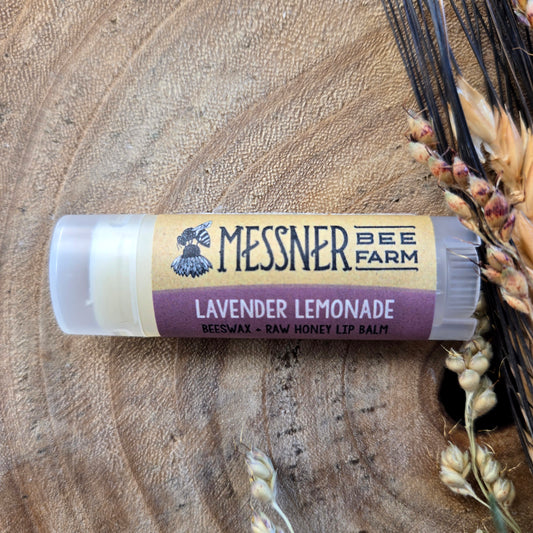 MESSNER BEE FARM
LAVENDER LEMONADE
BEESWAX + RAW HONEY LIP BALM